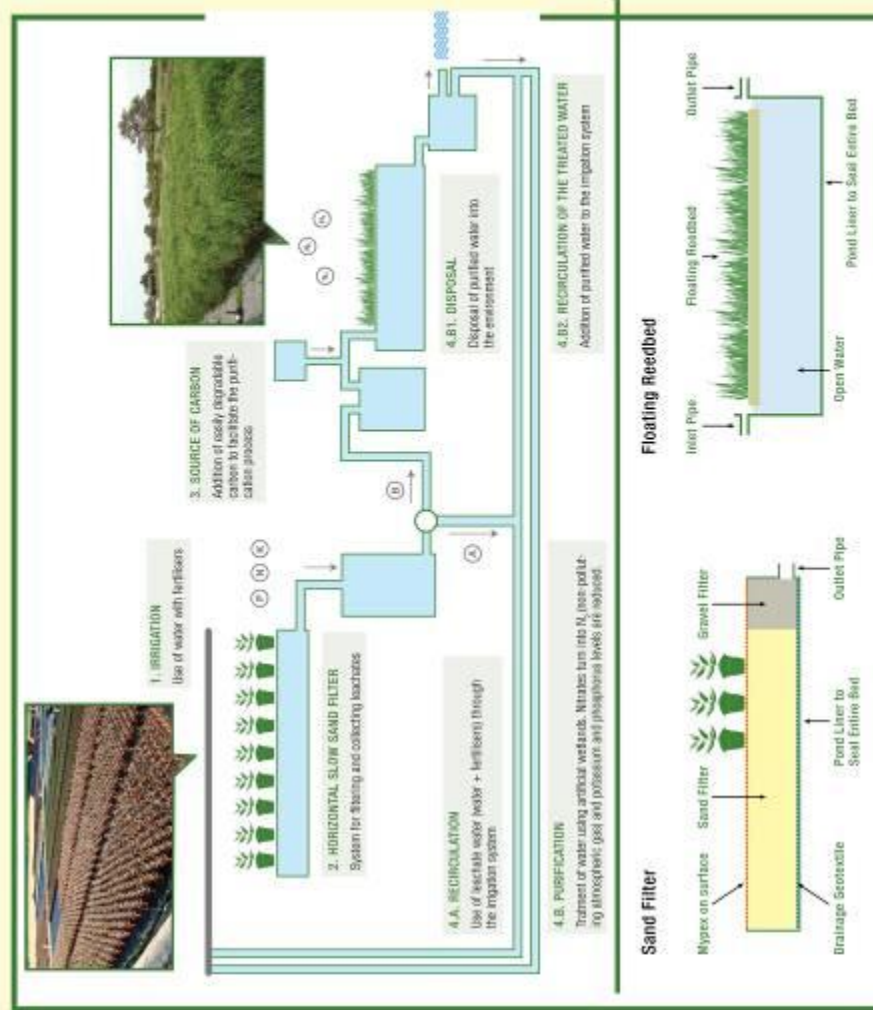 1. IRRIGATION
Use of water with fertilisers
P N K
2. HORIZONTAL SLOW SAND FILTER
System for filtering and collecting leachates
3. SOURCE OF CARBON
Addition of easily degradable
carbon to facilitate the purifi-
cation process
N₂ N₂ N₂
A
B
4.A. RECIRCULATION
Use of leachate water (water + fertilisers) through
the irrigation system
4.B1. DISPOSAL
Disposal of purified water into
the environment
4.B. PURIFICATION
Tratment of water using artificial wetlands. Nitrates turn into N₂ (non-pollut-
ing atmospheric gas) and potassium and phosphorus levels are reduced.
4.B2. RECIRCULATION OF THE TREATED WATER
Addition of purified water to the irrigation system
Sand Filter
Mypex on surface
Sand Filter
Gravel Filter
Drainage Geotextile
Pond Liner to
Seal Entire Bed
Outlet Pipe
Floating Reedbed
Inlet Pipe
Floating Reedbed
Outlet Pipe
Open Water
Pond Liner to Seal Entire Bed